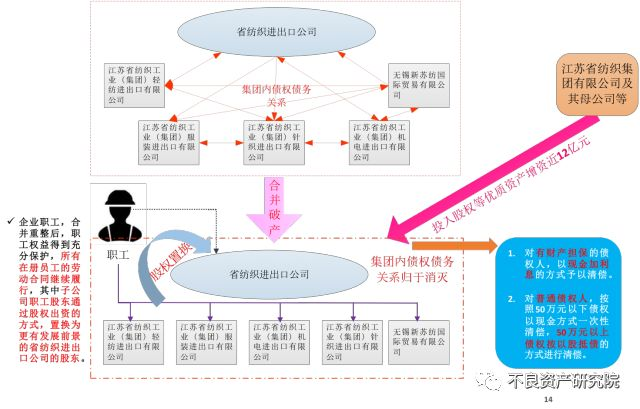 省纺织进出口公司
江苏省纺织工
业（集团）轻
纺进出口有限
公司
集团内债权债务
关系
无锡新苏纺国
际贸易有限公
司
江苏省纺织工
业（集团）服
装进出口有限
公司
江苏省纺织工
业（集团）针
织进出口有限
公司
江苏省纺织工
业（集团）机
电进出口有限
公司
江苏省纺织集
团有限公司及
其母公司等
合并破产
投入股权等优质资产增资近12亿元
✓ 企业职工，合
并重整后，职
工权益得到充
分保护，所有
在册员工的劳
动合同继续履
行，其中子公
司职工股东通
过股权出资的
方式，置换为
更有发展前景
的省纺织进出
口公司的股东。
职工
股权置换
省纺织进出口公司
集团内债权债务
关系归于消灭
江苏省纺织工
业（集团）轻
纺进出口有限
公司
江苏省纺织工
业（集团）服
装进出口有限
公司
江苏省纺织工
业（集团）机
电进出口有限
公司
江苏省纺织工
业（集团）针
织进出口有限
公司
无锡新苏纺国
际贸易有限公
司
1. 对有财产担保的债
权人，以现金加利
息的方式予以清偿。
2. 对普通债权人，按
照50万元以下债权
以现金方式一次性
清偿，50万元以上
债权按以股抵债的
方式进行清偿。
不良资产研究院
14